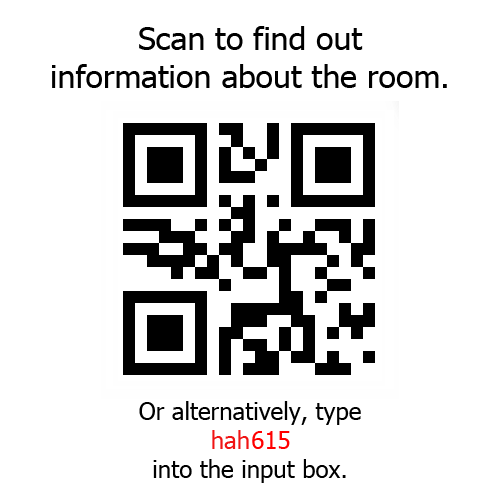 Scan to find out
information about the room.
Or alternatively, type
hah615
into the input box.